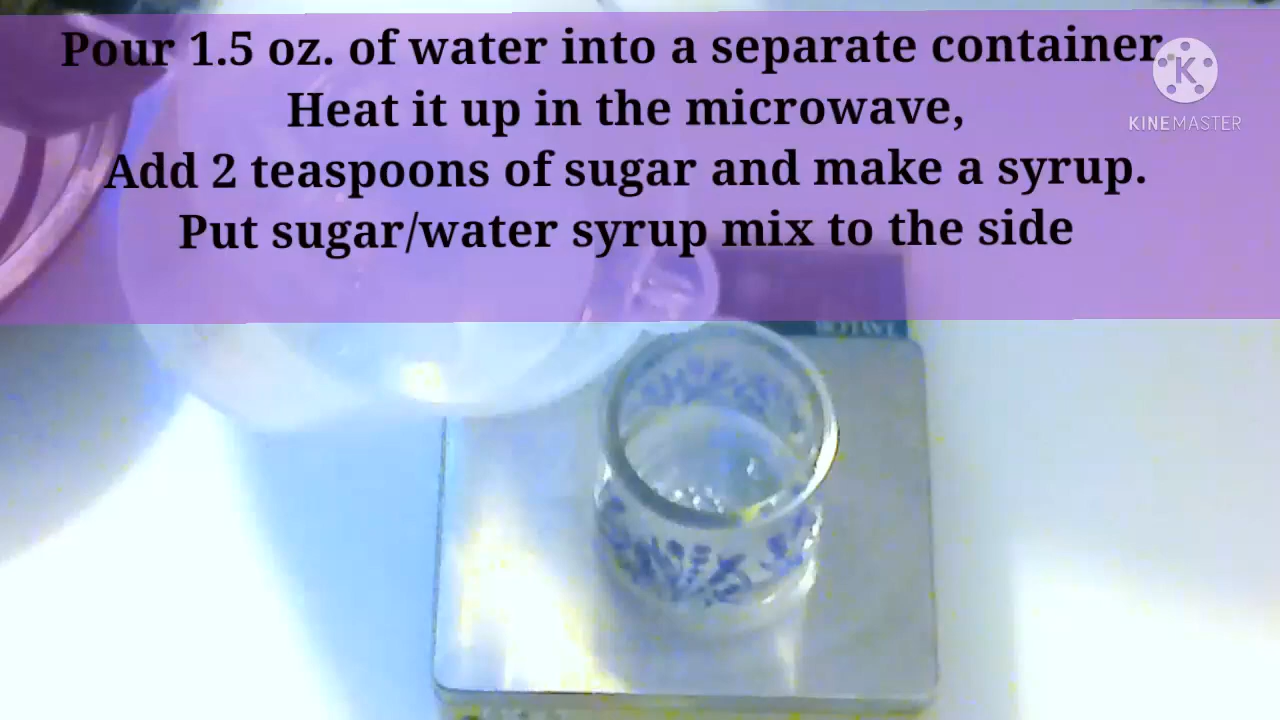 Pour 1.5 oz. of water into a separate container
Heat it up in the microwave,
Add 2 teaspoons of sugar and make a syrup.
Put sugar/water syrup mix to the side
K
KINEMASTER